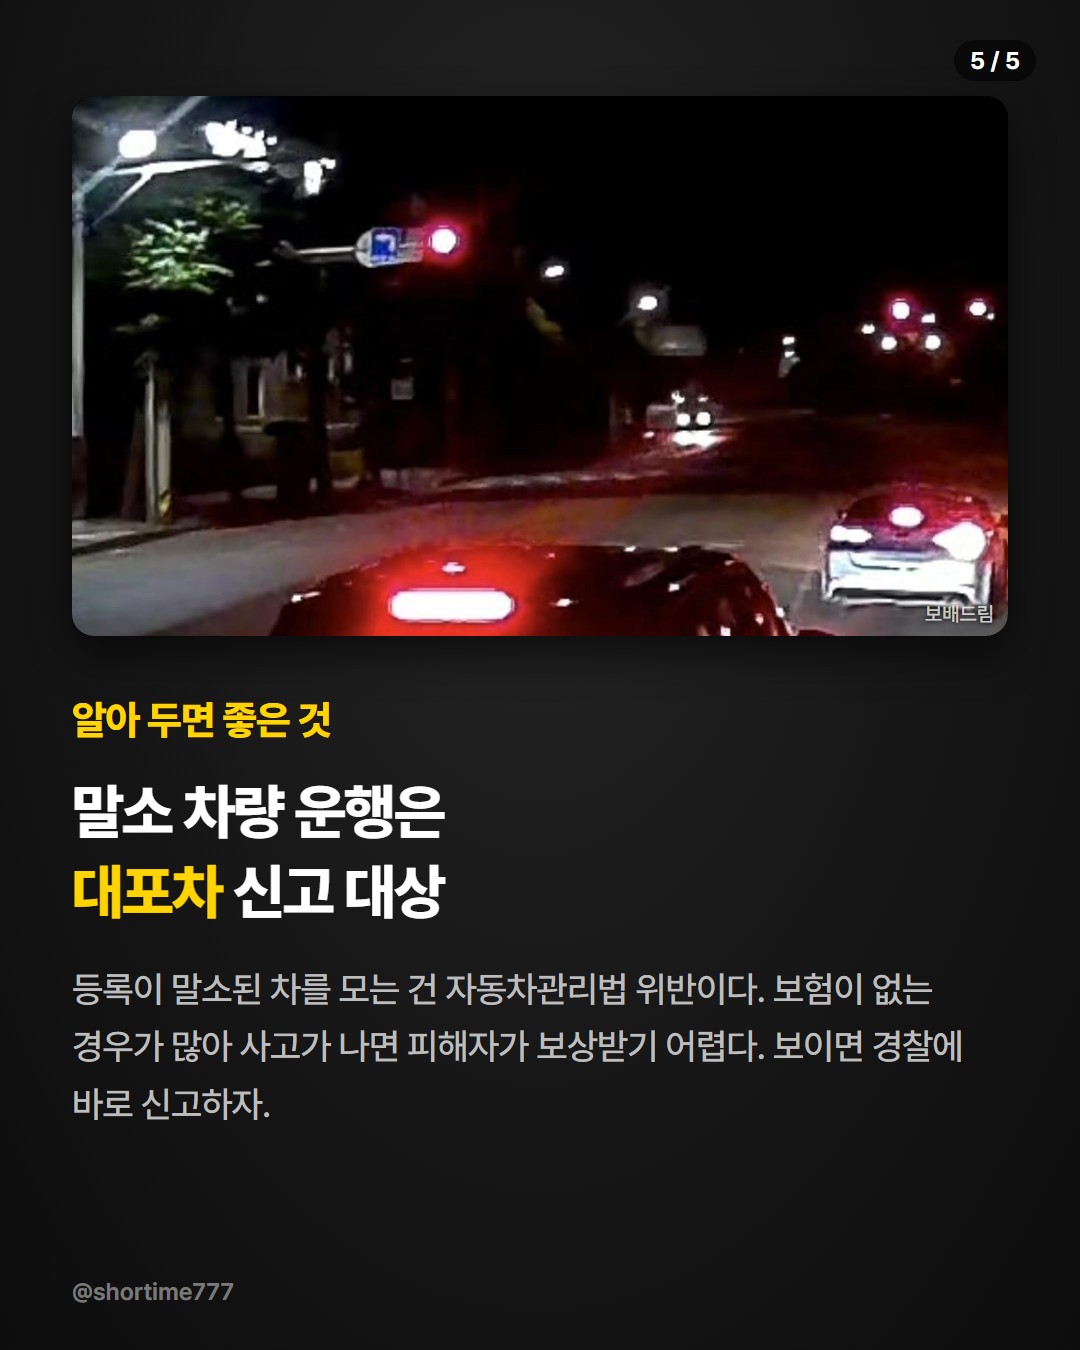 5 / 5
보배드림
알아 두면 좋은 것
말소 차량 운행은
대포차 신고 대상
등록이 말소된 차를 모는 건 자동차관리법 위반이다. 보험이 없는
경우가 많아 사고가 나면 피해자가 보상받기 어렵다. 보이면 경찰에
바로 신고하자.
@shortime777